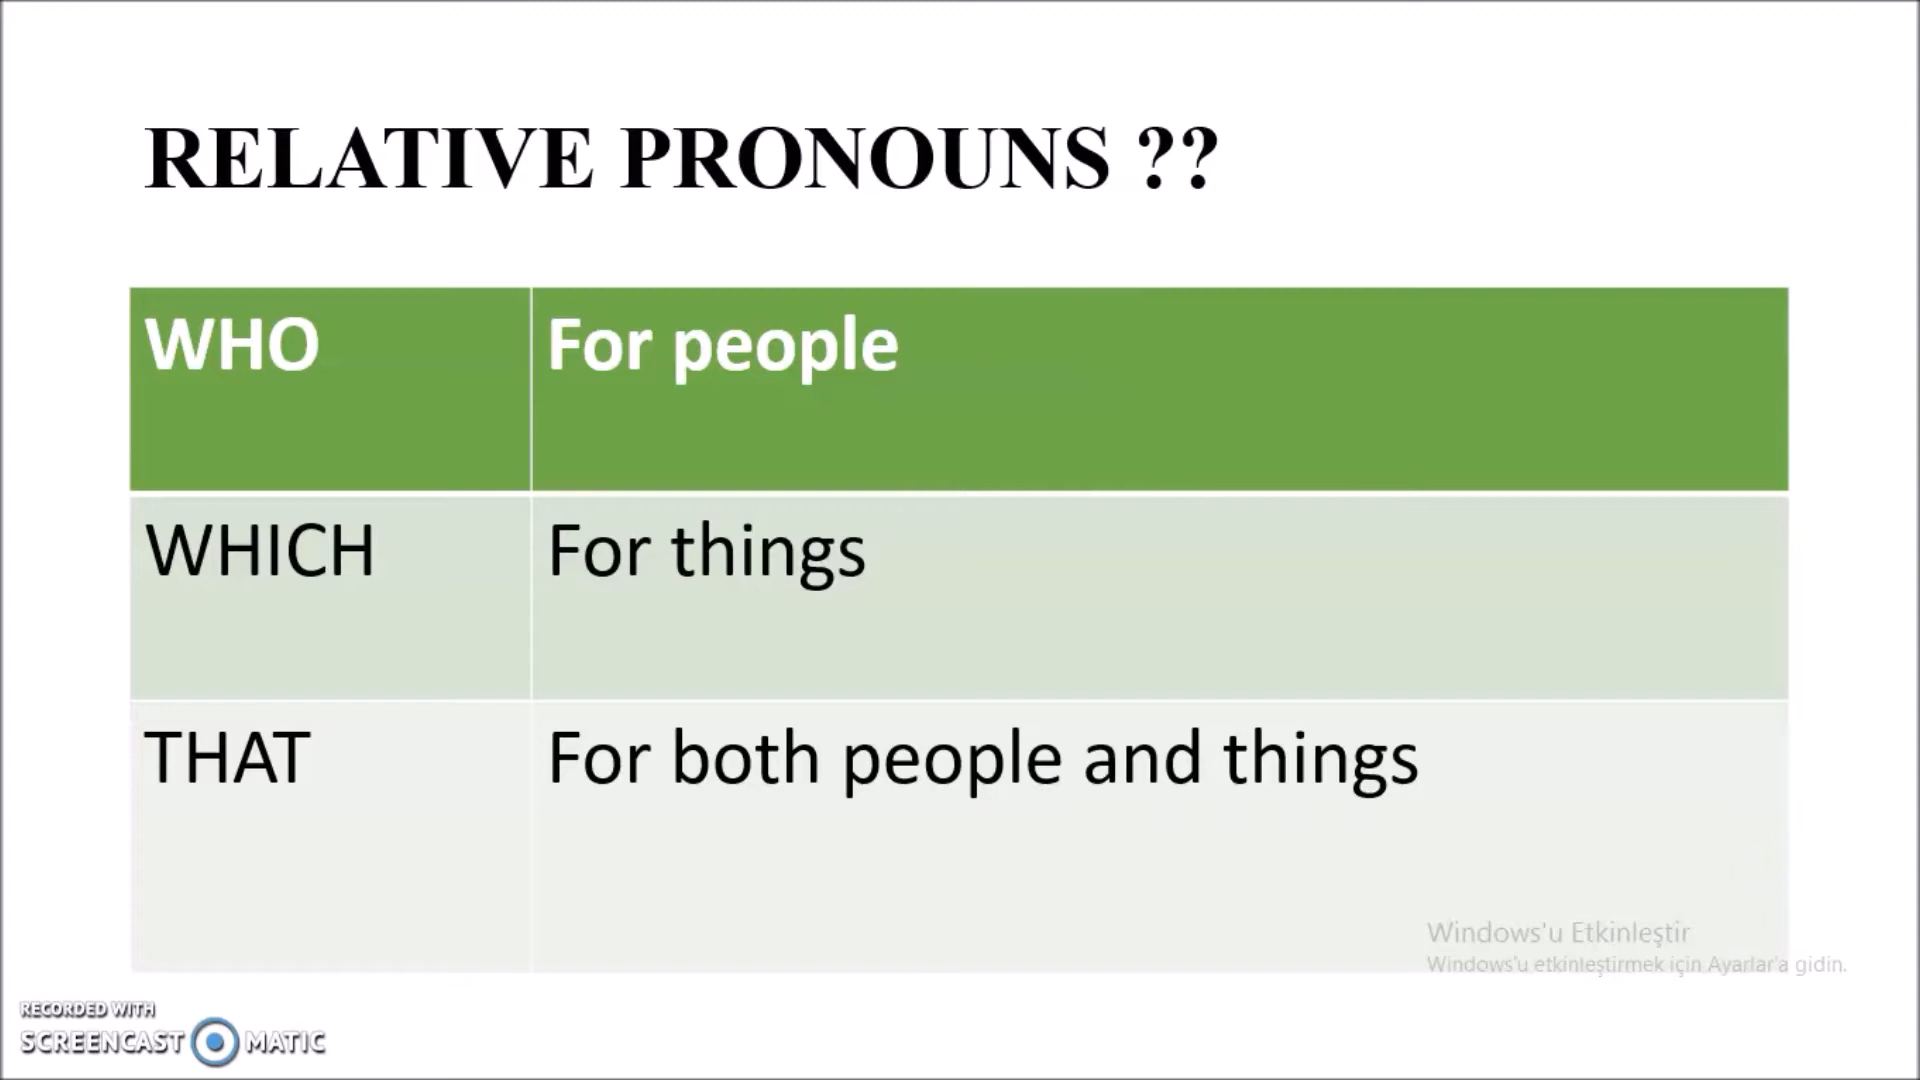 RELATIVE PRONOUNS ??
WHO For people
WHICH For things
THAT For both people and things
Windows'u Etkinleştir
Windows'u etkinleştirmek için Ayarlar'a gidin.
RECORDED WITH
SCREENCAST MATIC